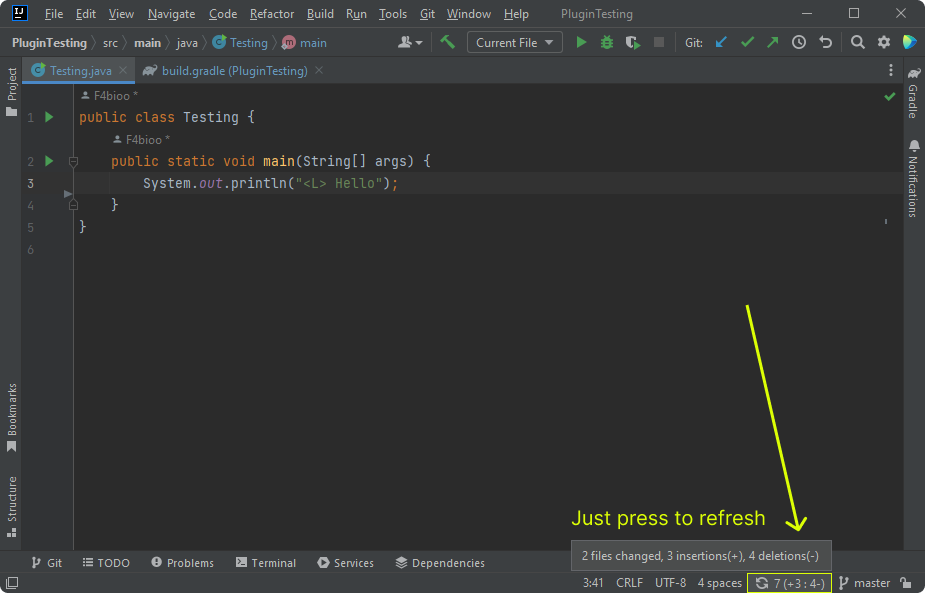 IJ File Edit View Navigate Code Refactor Build Run Tools Git Window Help PluginTesting
PluginTesting src main java C Testing m main Current File Git:
Project
C Testing.java build.gradle (PluginTesting)
Gradle
F4bioo *
1 public class Testing {
F4bioo *
2 public static void main(String[] args) {
Notifications
3 System.out.println("<L> Hello");
4 }
5 }
6
Bookmarks
Structure
Just press to refresh
2 files changed, 3 insertions(+), 4 deletions(-)
Git TODO Problems Terminal Services Dependencies
3:41 CRLF UTF-8 4 spaces 7 (+3 : 4-) master